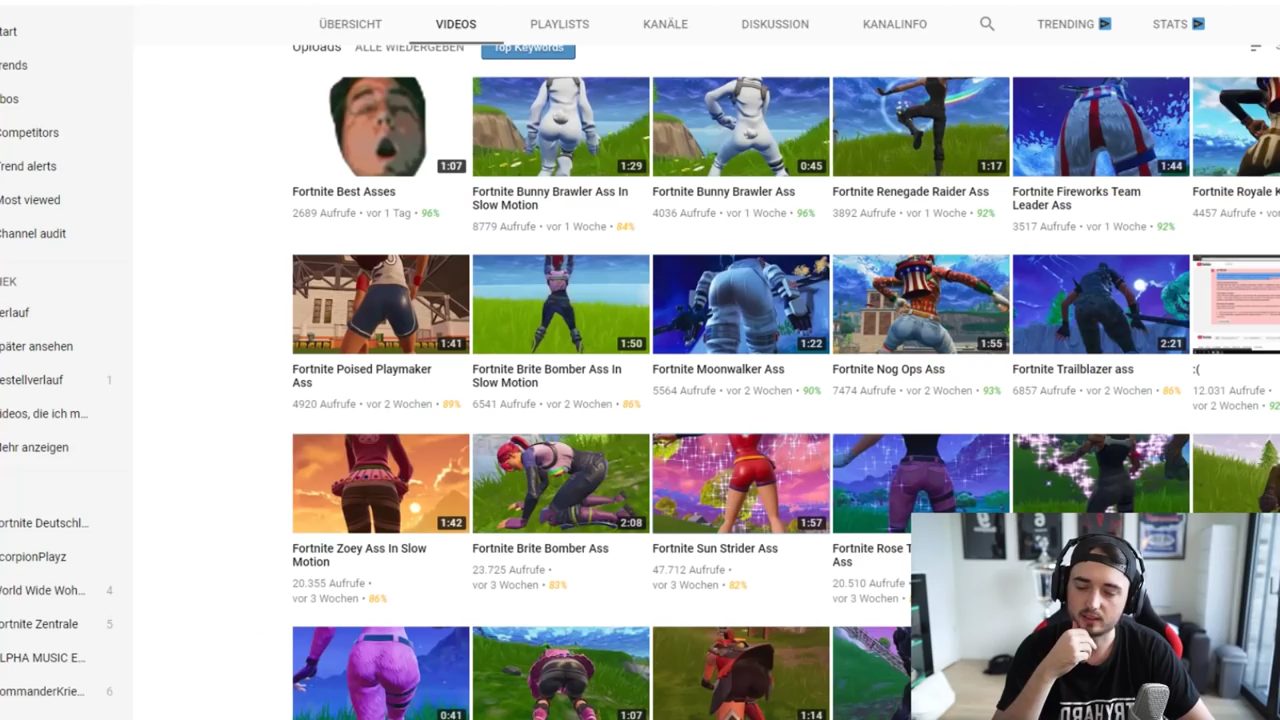 ÜBERSICHT VIDEOS PLAYLISTS KANÄLE DISKUSSION KANALINFO TRENDING STATS
Uploads ALLE WIEDERGEBEN Top Keywords
tart
rends
bos
Competitors
Trend alerts
Most viewed
Channel audit
EK
erlauf
päter ansehen
estellverlauf 1
ideos, die ich m...
Mehr anzeigen
ortnite Deutschl...
corpionPlayz
World Wide Woh... 4
ortnite Zentrale 5
LPHA MUSIC E...
ommanderKrie... 6
1:07 1:29 0:45 1:17 1:44
Fortnite Best Asses
2689 Aufrufe • vor 1 Tag • 96%
Fortnite Bunny Brawler Ass In
Slow Motion
8779 Aufrufe • vor 1 Woche • 84%
Fortnite Bunny Brawler Ass
4036 Aufrufe • vor 1 Woche • 96%
Fortnite Renegade Raider Ass
3892 Aufrufe • vor 1 Woche • 92%
Fortnite Fireworks Team
Leader Ass
3517 Aufrufe • vor 1 Woche • 92%
Fortnite Royale K
4457 Aufrufe • vor
1:41 1:50 1:22 1:55 2:21
Fortnite Poised Playmaker
Ass
4920 Aufrufe • vor 2 Wochen • 89%
Fortnite Brite Bomber Ass In
Slow Motion
6541 Aufrufe • vor 2 Wochen • 86%
Fortnite Moonwalker Ass
5564 Aufrufe • vor 2 Wochen • 90%
Fortnite Nog Ops Ass
7474 Aufrufe • vor 2 Wochen • 93%
Fortnite Trailblazer ass
6857 Aufrufe • vor 2 Wochen • 86%
:(
12.031 Aufrufe •
vor 2 Wochen • 92
1:42 2:08 1:57
Fortnite Zoey Ass In Slow
Motion
20.355 Aufrufe •
vor 3 Wochen • 86%
Fortnite Brite Bomber Ass
23.725 Aufrufe •
vor 3 Wochen • 83%
Fortnite Sun Strider Ass
47.712 Aufrufe •
vor 3 Wochen • 82%
Fortnite Rose T
Ass
20.510 Aufrufe
vor 3 Wochen •
0:41 1:07 1:14
TRYHARD